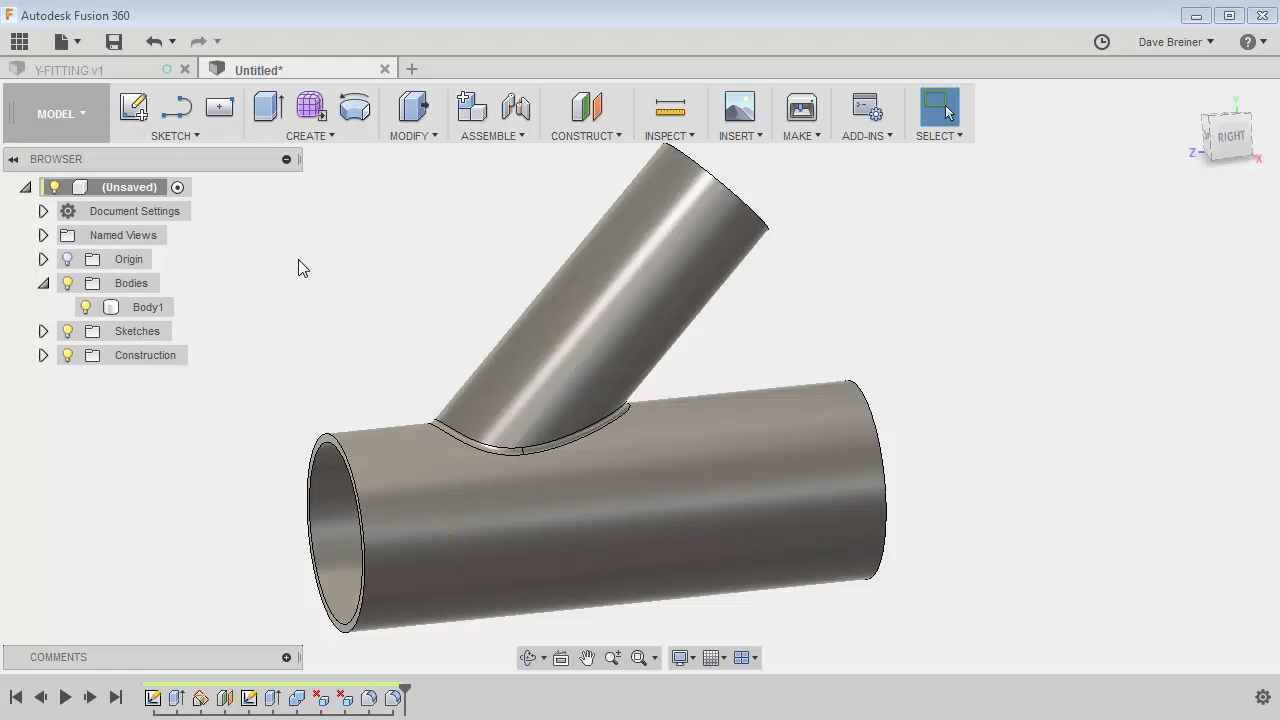 Autodesk Fusion 360
Dave Breiner
Y-FITTING v1
Untitled*
MODEL
SKETCH
CREATE
MODIFY
ASSEMBLE
CONSTRUCT
INSPECT
INSERT
MAKE
ADD-INS
SELECT
Y
RIGHT
Z
X
BROWSER
(Unsaved)
Document Settings
Named Views
Origin
Bodies
Body1
Sketches
Construction
COMMENTS